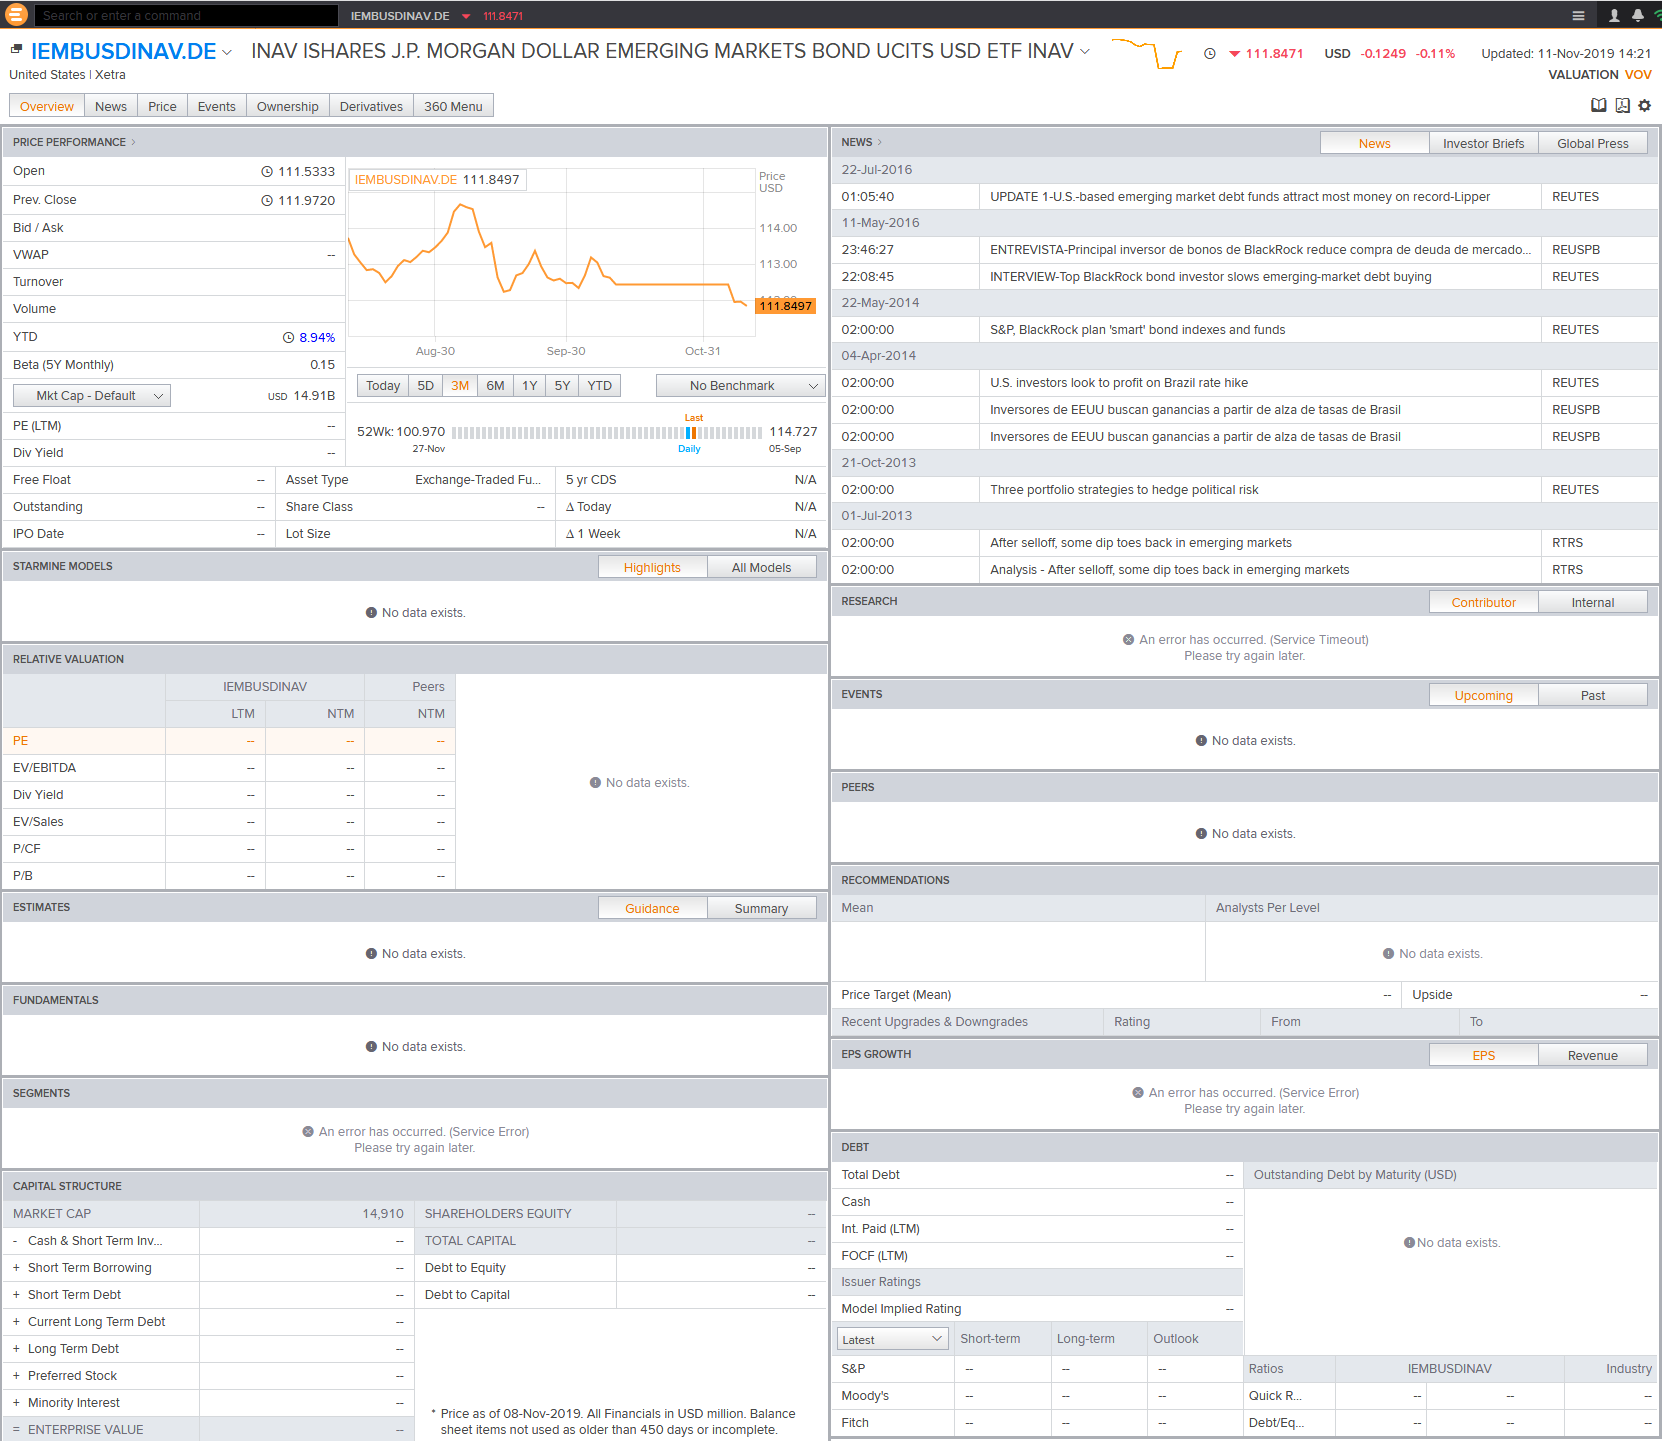 Search or enter a command
IEMBUSDINAV.DE 111.8471
IEMBUSDINAV.DE INAV ISHARES J.P. MORGAN DOLLAR EMERGING MARKETS BOND UCITS USD ETF INAV 111.8471 USD -0.1249 -0.11% Updated: 11-Nov-2019 14:21
United States | Xetra
VALUATION VOV
Overview News Price Events Ownership Derivatives 360 Menu
PRICE PERFORMANCE
Open 111.5333
Prev. Close 111.9720
Bid / Ask
VWAP --
Turnover
Volume
YTD 8.94%
Beta (5Y Monthly) 0.15
Mkt Cap - Default USD 14.91B
PE (LTM) --
Div Yield --
IEMBUSDINAV.DE 111.8497
Price
USD
114.00
113.00
111.8497
Aug-30 Sep-30 Oct-31
Today 5D 3M 6M 1Y 5Y YTD No Benchmark
Last
52Wk: 100.970 114.727
27-Nov Daily 05-Sep
Free Float -- Asset Type Exchange-Traded Fu... 5 yr CDS N/A
Outstanding -- Share Class -- Δ Today N/A
IPO Date -- Lot Size Δ 1 Week N/A
STARMINE MODELS Highlights All Models
No data exists.
RELATIVE VALUATION
IEMBUSDINAV Peers
LTM NTM NTM
PE -- -- --
EV/EBITDA -- -- --
Div Yield -- -- --
EV/Sales -- -- --
P/CF -- -- --
P/B -- -- --
No data exists.
ESTIMATES Guidance Summary
No data exists.
FUNDAMENTALS
No data exists.
SEGMENTS
An error has occurred. (Service Error)
Please try again later.
CAPITAL STRUCTURE
MARKET CAP 14,910 SHAREHOLDERS EQUITY --
- Cash & Short Term Inv... -- TOTAL CAPITAL --
+ Short Term Borrowing -- Debt to Equity --
+ Short Term Debt -- Debt to Capital --
+ Current Long Term Debt --
+ Long Term Debt --
+ Preferred Stock --
+ Minority Interest --
= ENTERPRISE VALUE --
* Price as of 08-Nov-2019. All Financials in USD million. Balance
sheet items not used as older than 450 days or incomplete.
NEWS News Investor Briefs Global Press
22-Jul-2016
01:05:40 UPDATE 1-U.S.-based emerging market debt funds attract most money on record-Lipper REUTES
11-May-2016
23:46:27 ENTREVISTA-Principal inversor de bonos de BlackRock reduce compra de deuda de mercado... REUSPB
22:08:45 INTERVIEW-Top BlackRock bond investor slows emerging-market debt buying REUTES
22-May-2014
02:00:00 S&P, BlackRock plan 'smart' bond indexes and funds REUTES
04-Apr-2014
02:00:00 U.S. investors look to profit on Brazil rate hike REUTES
02:00:00 Inversores de EEUU buscan ganancias a partir de alza de tasas de Brasil REUSPB
02:00:00 Inversores de EEUU buscan ganancias a partir de alza de tasas de Brasil REUSPB
21-Oct-2013
02:00:00 Three portfolio strategies to hedge political risk REUTES
01-Jul-2013
02:00:00 After selloff, some dip toes back in emerging markets RTRS
02:00:00 Analysis - After selloff, some dip toes back in emerging markets RTRS
RESEARCH Contributor Internal
An error has occurred. (Service Timeout)
Please try again later.
EVENTS Upcoming Past
No data exists.
PEERS
No data exists.
RECOMMENDATIONS
Mean Analysts Per Level
No data exists.
Price Target (Mean) -- Upside --
Recent Upgrades & Downgrades Rating From To
EPS GROWTH EPS Revenue
An error has occurred. (Service Error)
Please try again later.
DEBT
Total Debt -- Outstanding Debt by Maturity (USD)
Cash --
Int. Paid (LTM) --
FOCF (LTM) --
No data exists.
Issuer Ratings
Model Implied Rating --
Latest Short-term Long-term Outlook
S&P -- -- -- Ratios IEMBUSDINAV Industry
Moody's -- -- -- Quick R... -- -- --
Fitch -- -- -- Debt/Eq... -- -- --